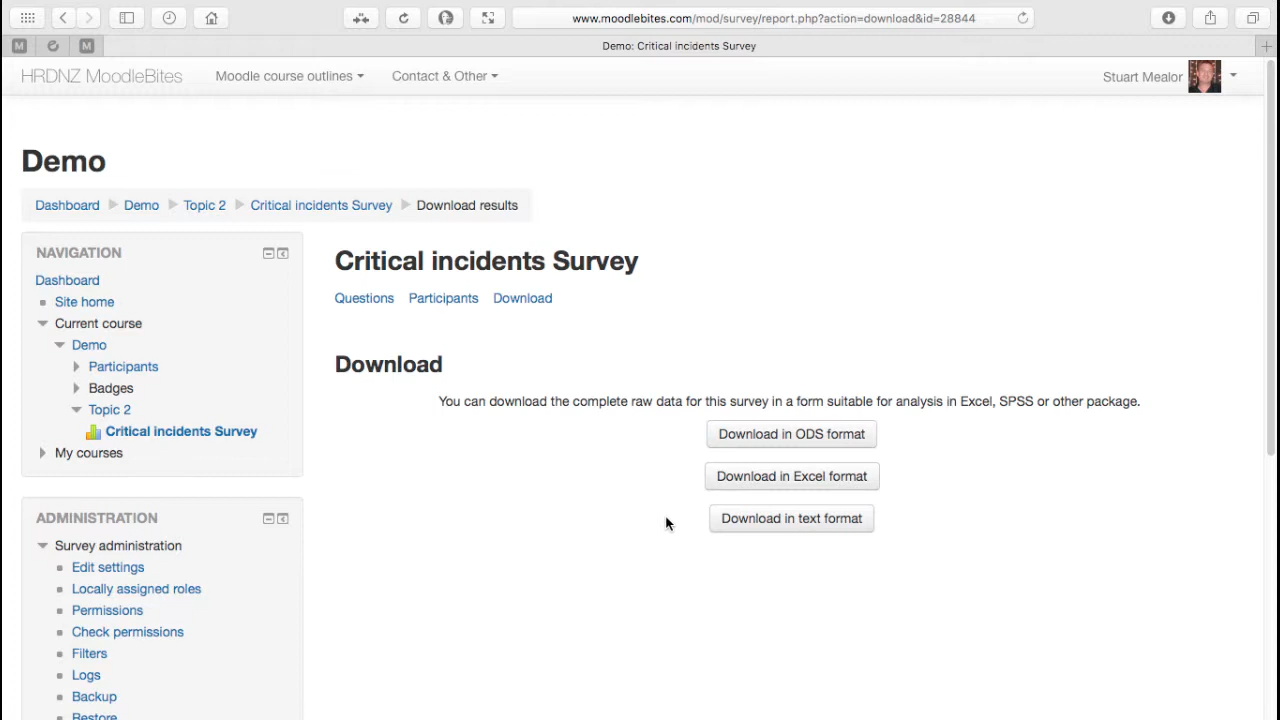 www.moodlebites.com/mod/survey/report.php?action=download&id=28844
M M Demo: Critical incidents Survey
HRDNZ MoodleBites Moodle course outlines Contact & Other Stuart Mealor
Demo
Dashboard Demo Topic 2 Critical incidents Survey Download results
NAVIGATION
Dashboard
Site home
Current course
Demo
Participants
Badges
Topic 2
Critical incidents Survey
My courses
ADMINISTRATION
Survey administration
Edit settings
Locally assigned roles
Permissions
Check permissions
Filters
Logs
Backup
Restore
Critical incidents Survey
Questions Participants Download
Download
You can download the complete raw data for this survey in a form suitable for analysis in Excel, SPSS or other package.
Download in ODS format
Download in Excel format
Download in text format